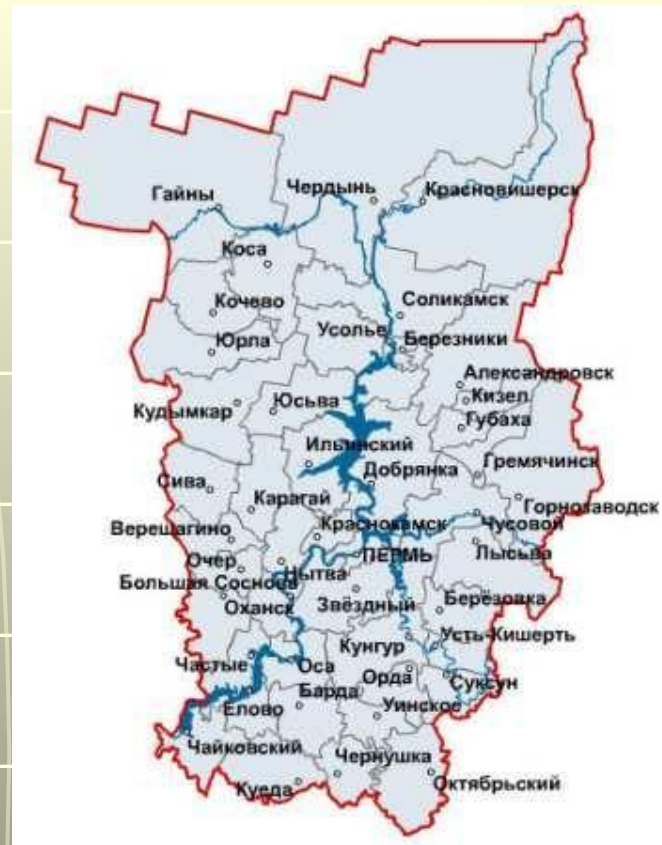 Гайны
Чердынь
Красновишерск
Коса
Кочево
Соликамск
Усолье
Юрла
Березники
Александровск
Кизел
Кудымкар
Юсьва
Губаха
Ильинский
Добрянка
Гремячинск
Сива
Карагай
Горнозаводск
Верещагино
Краснокамск
Чусовой
Очер
Нытва
ПЕРМЬ
Лысьва
Большая Соснова
Оханск
Звёздный
Берёзовка
Кунгур
Усть-Кишерть
Частые
Оса
Орда
Суксун
Барда
Елово
Уинское
Чайковский
Чернушка
Куеда
Октябрьский